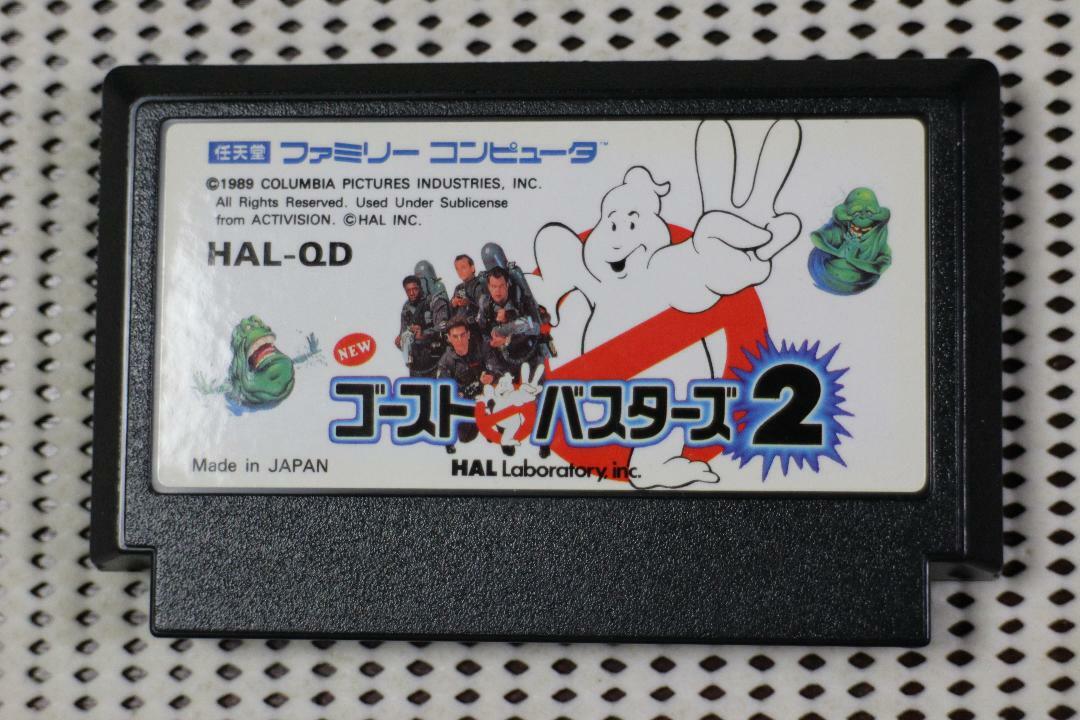 任天堂 ファミリー コンピュータ™
©1989 COLUMBIA PICTURES INDUSTRIES, INC.
All Rights Reserved. Used Under Sublicense
from ACTIVISION. ©HAL INC.
HAL-QD
NEW
ゴーストバスターズ2
Made in JAPAN
HAL Laboratory, inc.